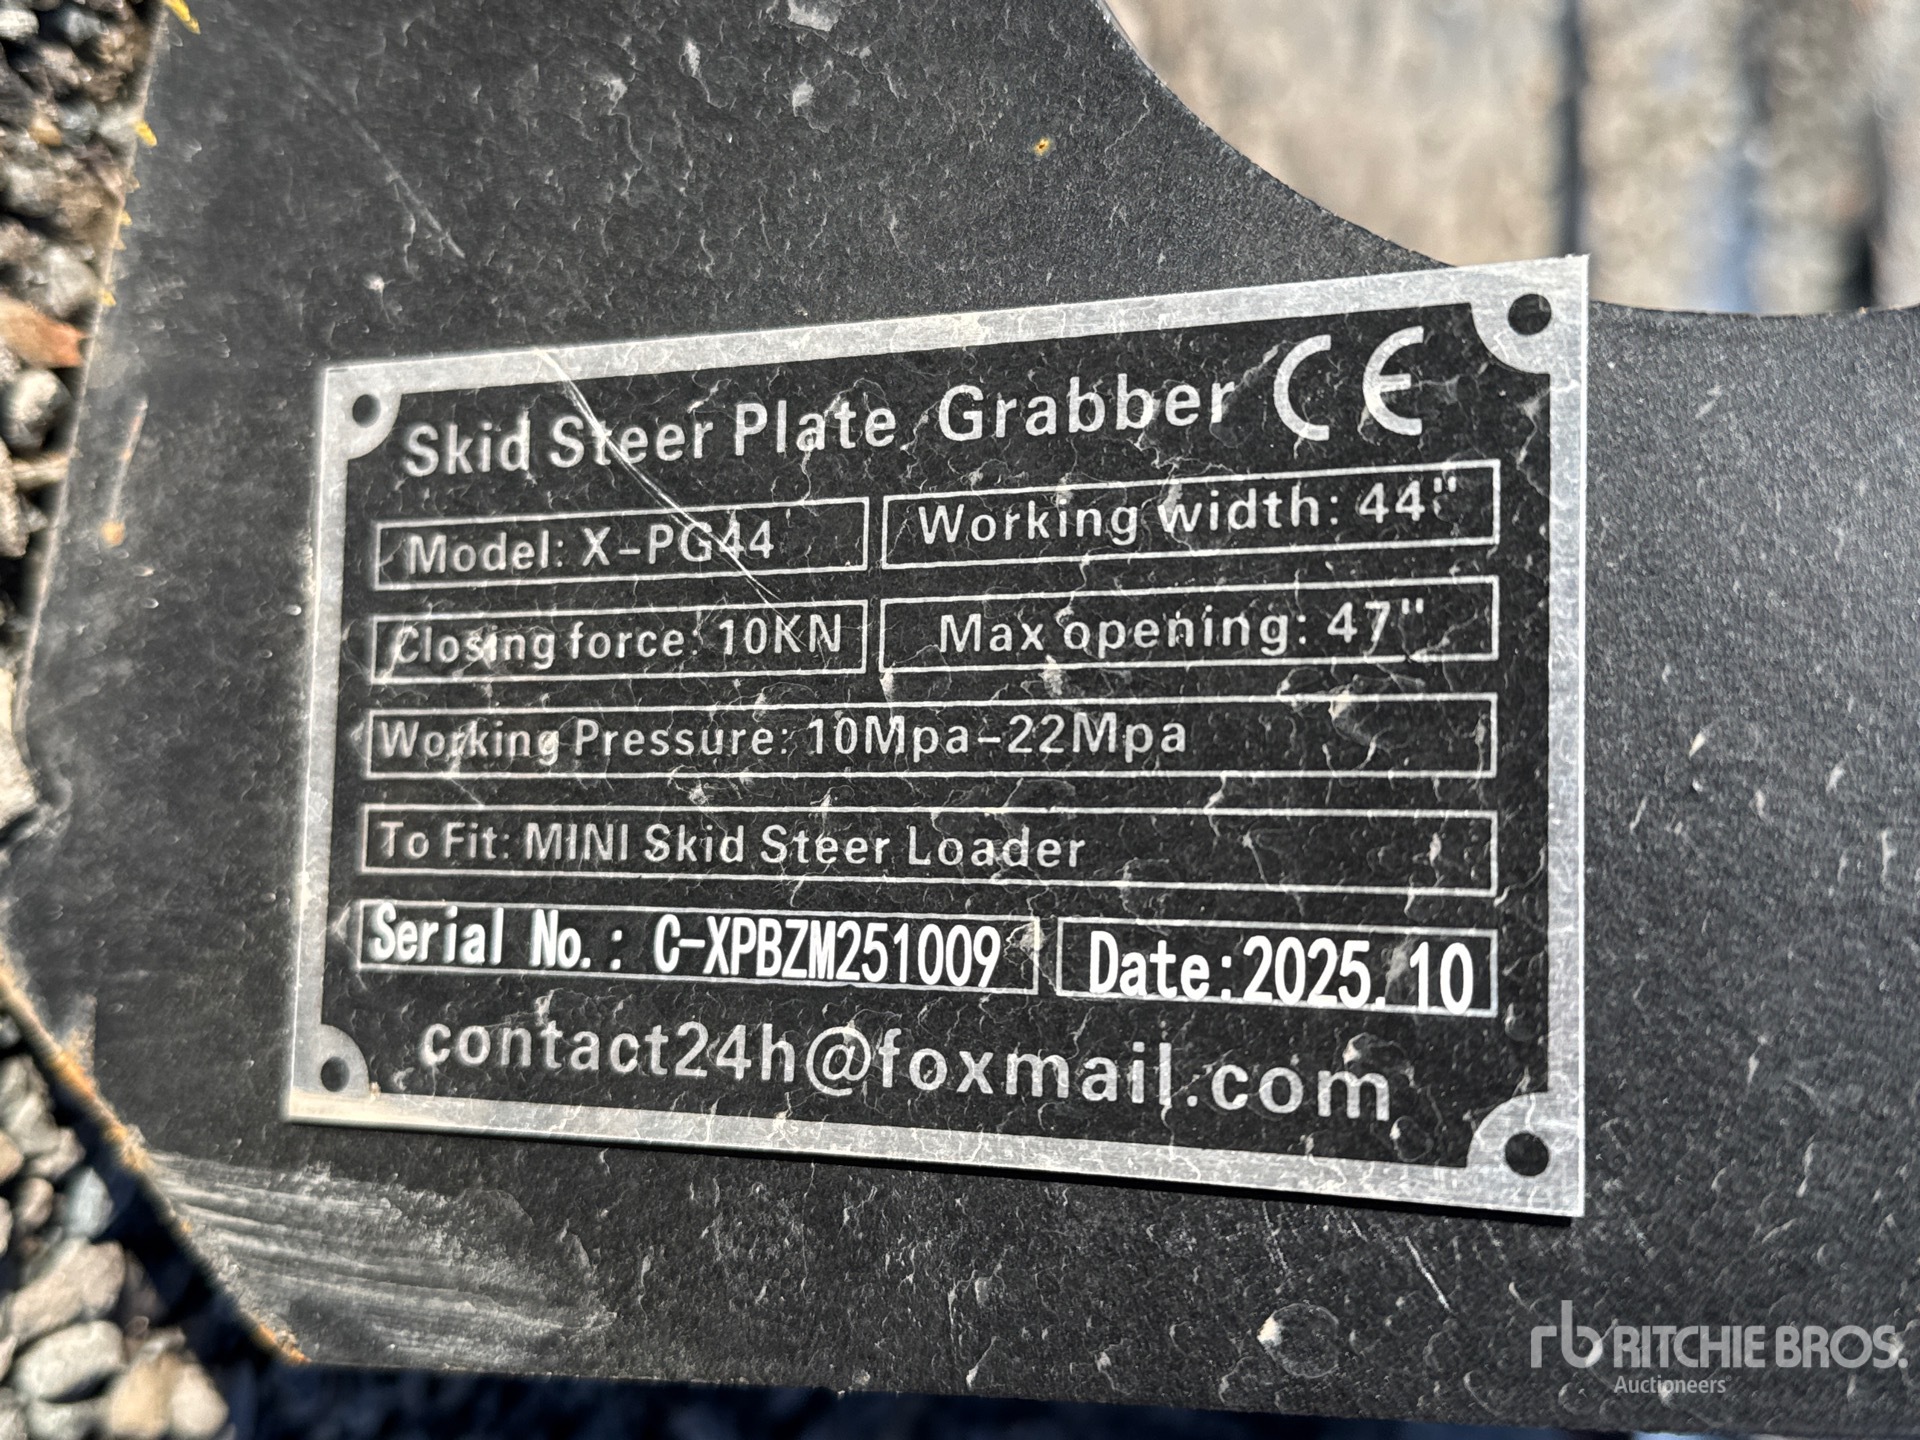 Skid Steer Plate Grabber CE
Model: X-PG44
Working width: 44"
Closing force: 10KN
Max opening: 47"
Working Pressure: 10Mpa-22Mpa
To Fit: MINI Skid Steer Loader
Serial No.: C-XPBZM251009
Date:2025.10
contact24h@foxmail.com
rb RITCHIE BROS.
Auctioneers